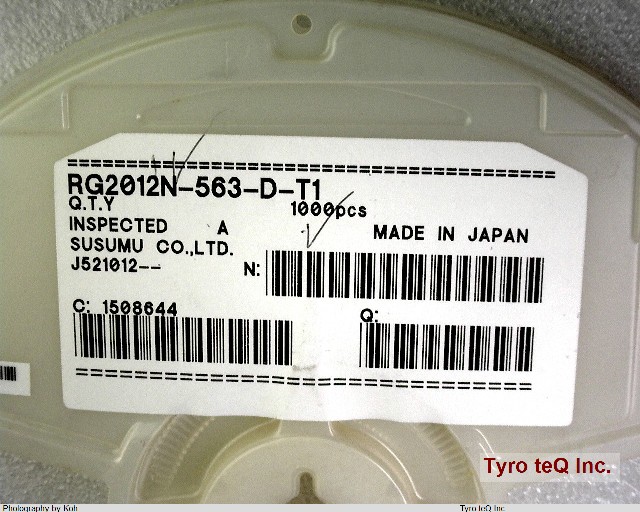 RG2012N-563-D-T1
Q.T.Y 1000pcs
INSPECTED A MADE IN JAPAN
SUSUMU CO.,LTD.
J521012-- N:
C: 1508644 Q:
Tyro teQ Inc.
Photography by Koh Tyro teQ Inc